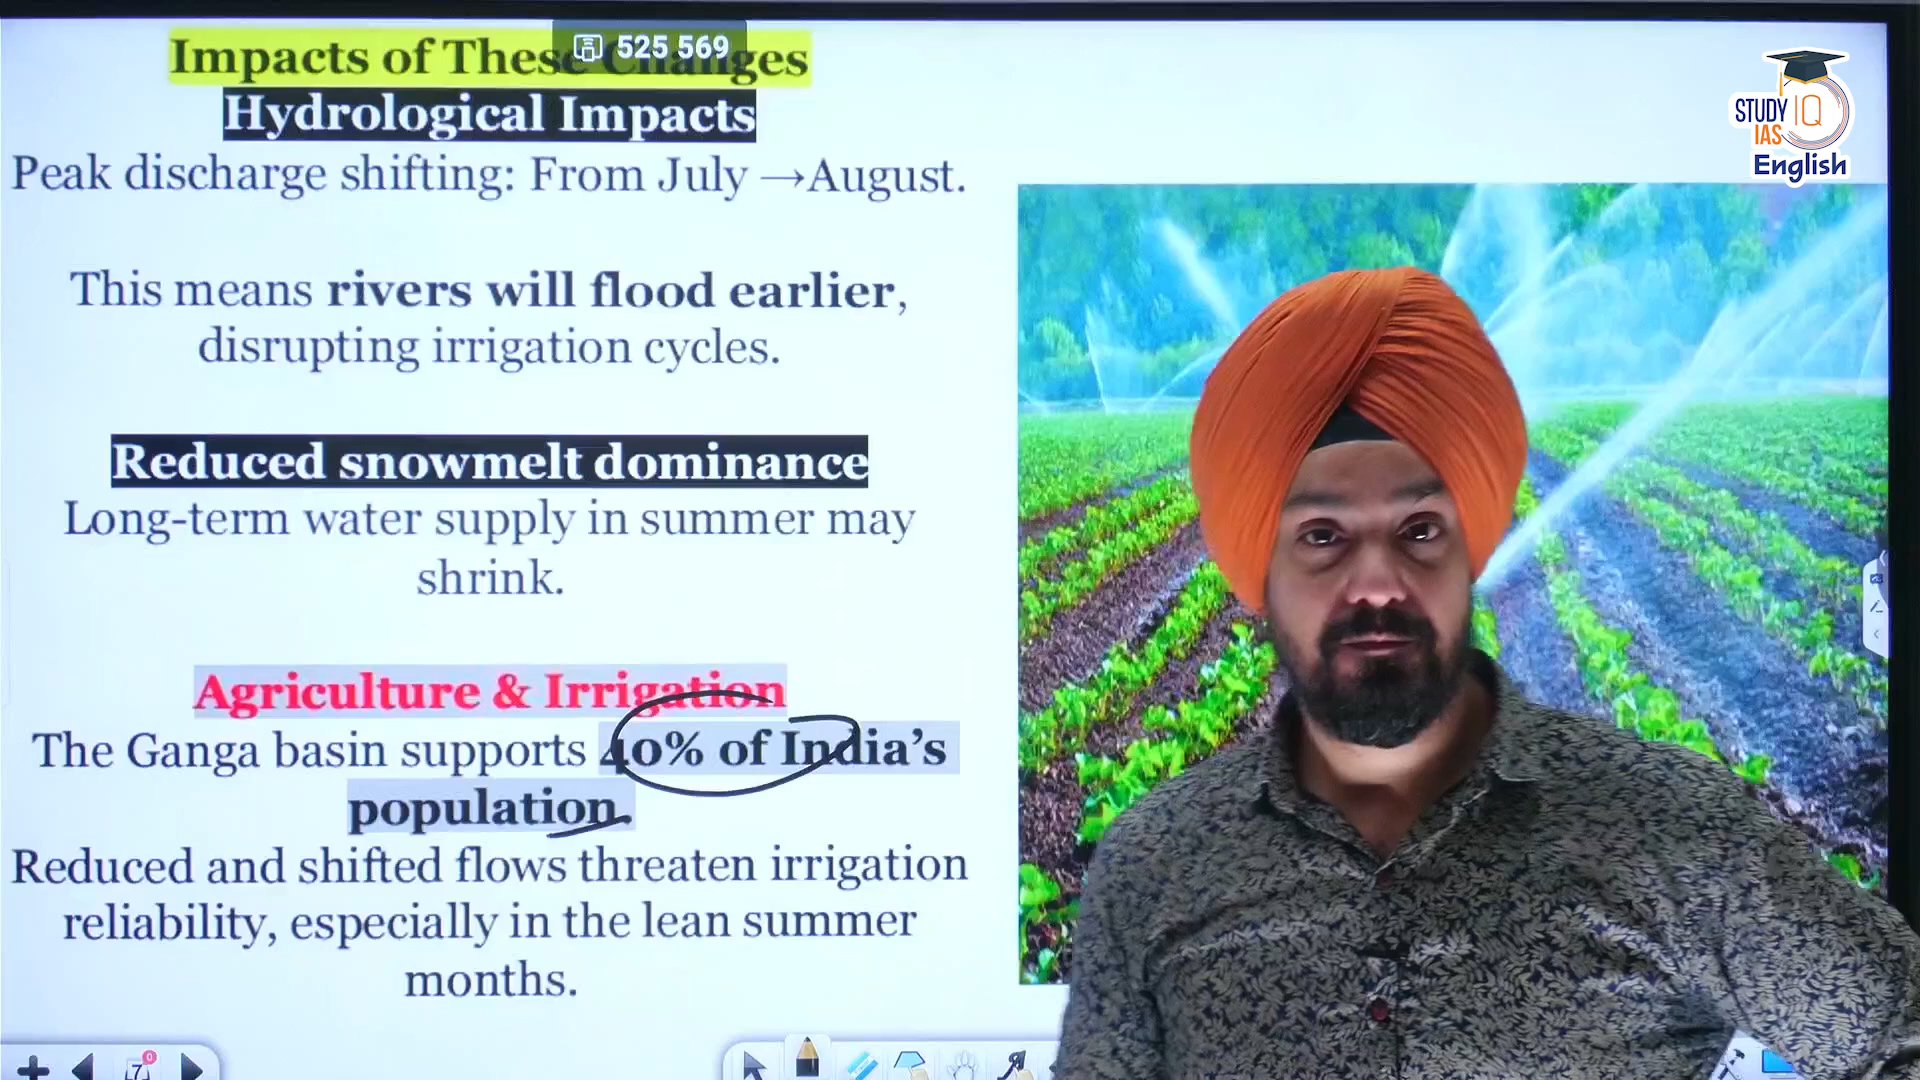 Impacts of These Changes
525 569
Hydrological Impacts
Peak discharge shifting: From July →August.
This means rivers will flood earlier,
disrupting irrigation cycles.
Reduced snowmelt dominance
Long-term water supply in summer may
shrink.
Agriculture & Irrigation
The Ganga basin supports 40% of India's
population.
Reduced and shifted flows threaten irrigation
reliability, especially in the lean summer
months.
STUDY IQ
IAS
English
7
0